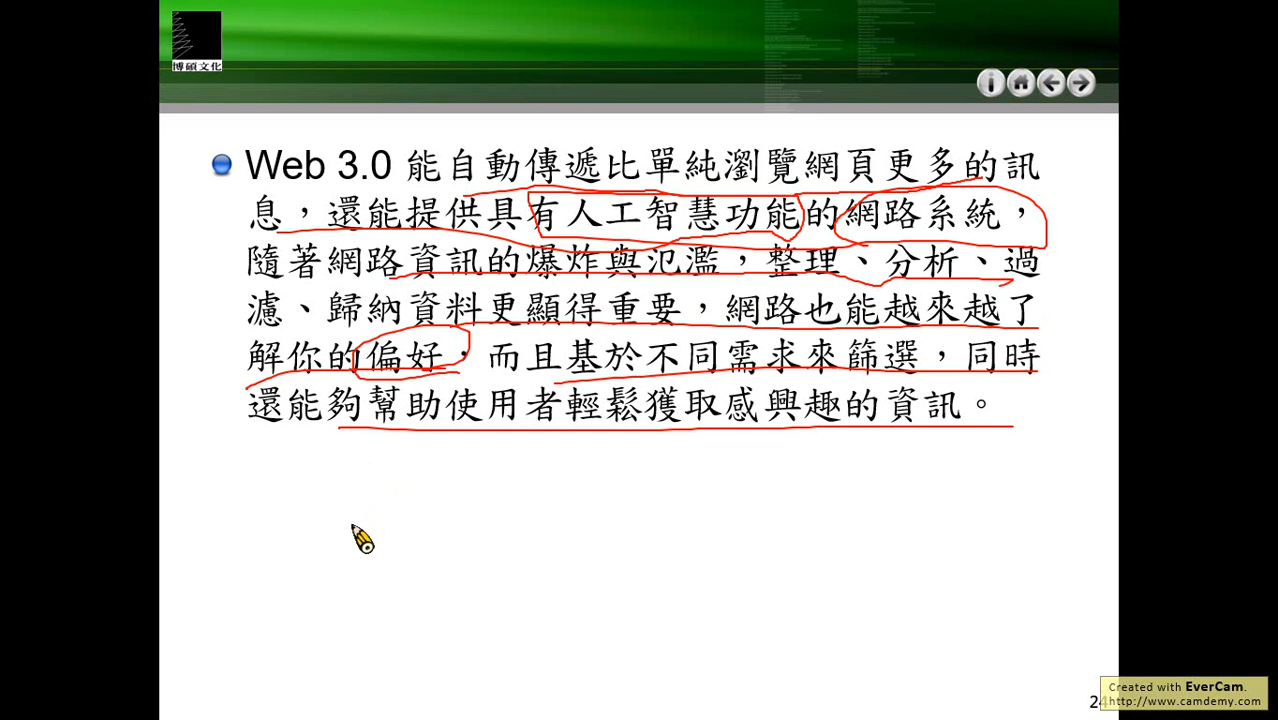 博碩文化
Web 3.0 能自動傳遞比單純瀏覽網頁更多的訊
息，還能提供具有人工智慧功能的網路系統，
隨著網路資訊的爆炸與氾濫，整理、分析、過
濾、歸納資料更顯得重要，網路也能越來越了
解你的偏好，而且基於不同需求來篩選，同時
還能夠幫助使用者輕鬆獲取感興趣的資訊。
Created with EverCam.
http://www.camdemy.com